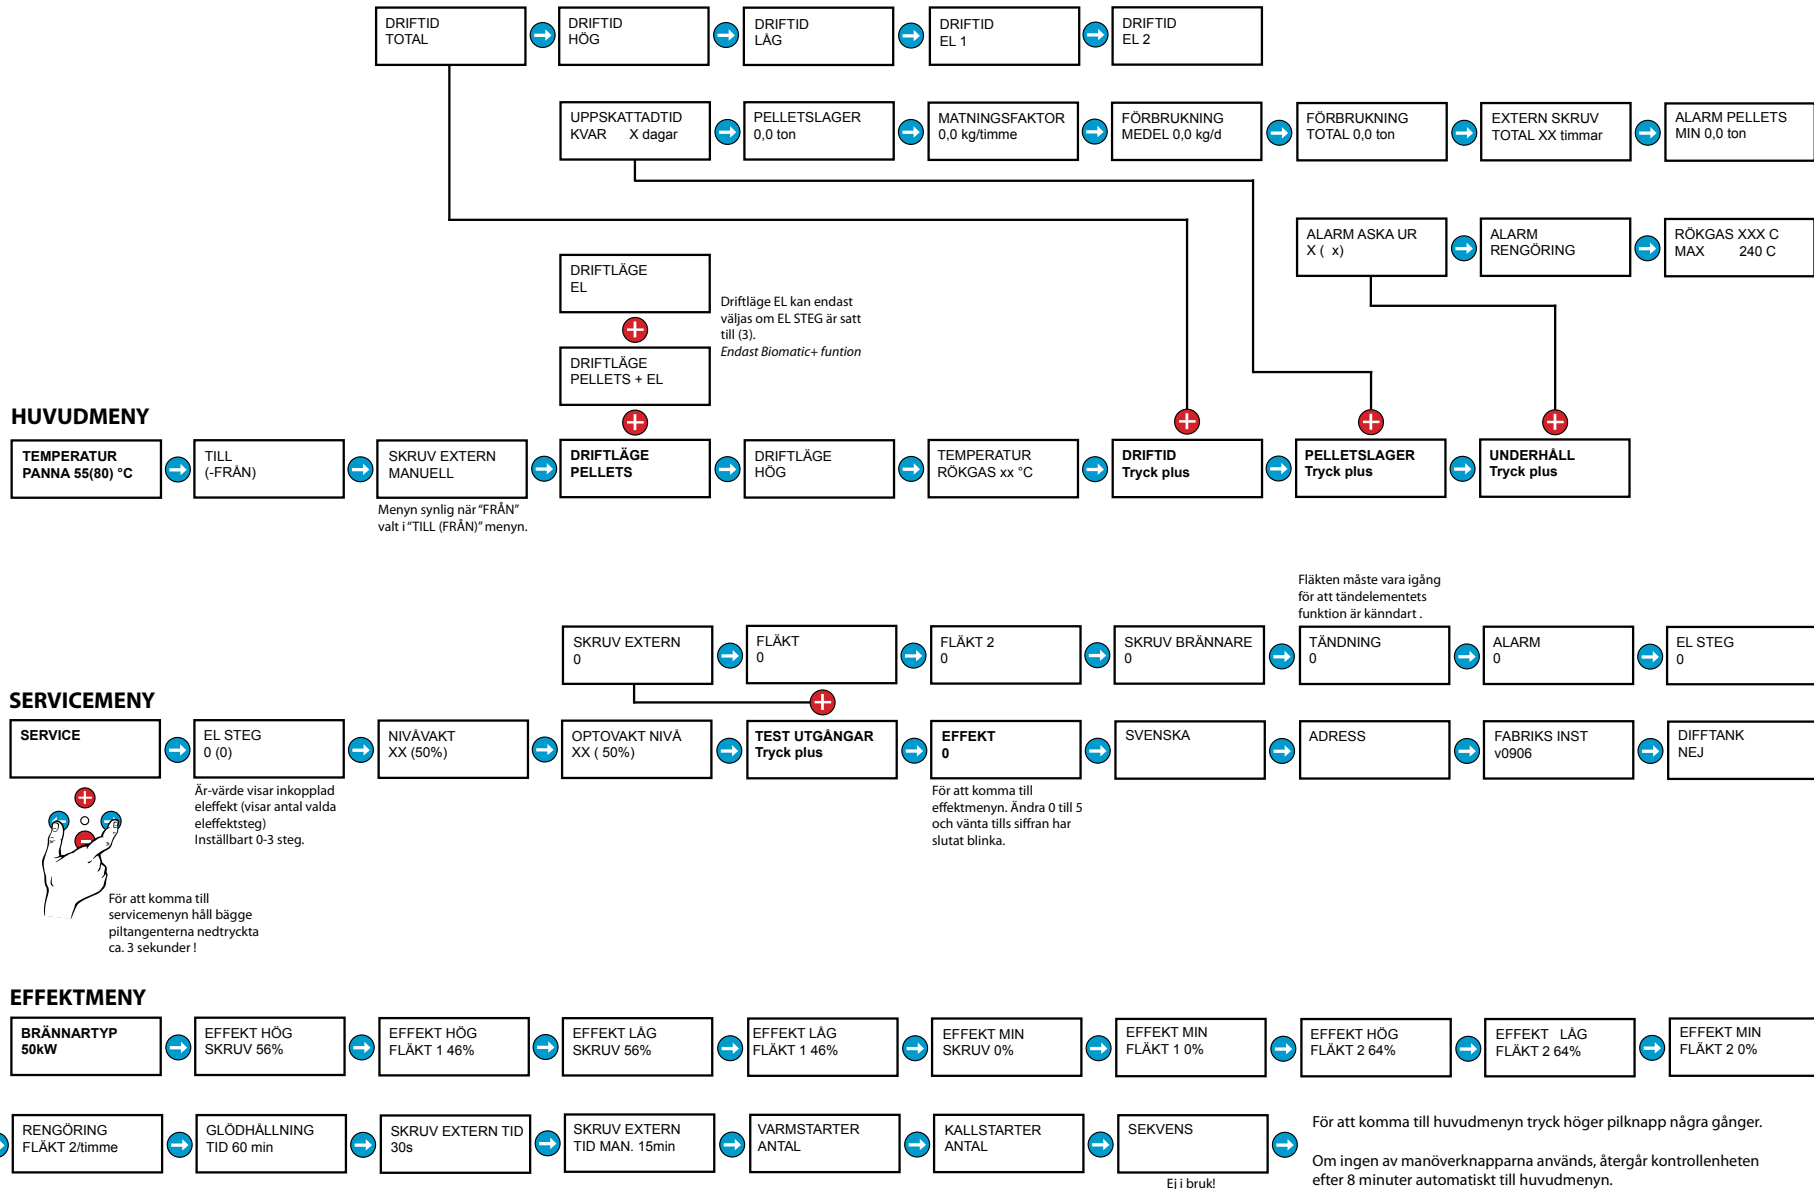 DRIFTID
TOTAL
DRIFTID
HÖG
DRIFTID
LÅG
DRIFTID
EL 1
DRIFTID
EL 2
UPPSKATTADTID
KVAR X dagar
PELLETSLAGER
0,0 ton
MATNINGSFAKTOR
0,0 kg/timme
FÖRBRUKNING
MEDEL 0,0 kg/d
FÖRBRUKNING
TOTAL 0,0 ton
EXTERN SKRUV
TOTAL XX timmar
ALARM PELLETS
MIN 0,0 ton
ALARM ASKA UR
X ( x)
ALARM
RENGÖRING
RÖKGAS XXX C
MAX 240 C
DRIFTLÄGE
EL
Driftläge EL kan endast
väljas om EL STEG är satt
till (3).
Endast Biomatic+ funtion
DRIFTLÄGE
PELLETS + EL
HUVUDMENY
TEMPERATUR
PANNA 55(80) °C
TILL
(-FRÅN)
SKRUV EXTERN
MANUELL
Menyn synlig när “FRÅN”
valt i “TILL (FRÅN)” menyn.
DRIFTLÄGE
PELLETS
DRIFTLÄGE
HÖG
TEMPERATUR
RÖKGAS xx °C
DRIFTID
Tryck plus
PELLETSLAGER
Tryck plus
UNDERHÅLL
Tryck plus
Fläkten måste vara igång
för att tändelementets
funktion är känndart .
SKRUV EXTERN
0
FLÄKT
0
FLÄKT 2
0
SKRUV BRÄNNARE
0
TÄNDNING
0
ALARM
0
EL STEG
0
SERVICEMENY
SERVICE
EL STEG
0 (0)
Är-värde visar inkopplad
eleffekt (visar antal valda
eleffektsteg)
Inställbart 0-3 steg.
NIVÅVAKT
XX (50%)
OPTOVAKT NIVÅ
XX ( 50%)
TEST UTGÅNGAR
Tryck plus
EFFEKT
0
För att komma till
effektmenyn. Ändra 0 till 5
och vänta tills siffran har
slutat blinka.
SVENSKA
ADRESS
FABRIKS INST
v0906
DIFFTANK
NEJ
För att komma till
servicemenyn håll bägge
piltangenterna nedtryckta
ca. 3 sekunder !
EFFEKTMENY
BRÄNNARTYP
50kW
EFFEKT HÖG
SKRUV 56%
EFFEKT HÖG
FLÄKT 1 46%
EFFEKT LÅG
SKRUV 56%
EFFEKT LÅG
FLÄKT 1 46%
EFFEKT MIN
SKRUV 0%
EFFEKT MIN
FLÄKT 1 0%
EFFEKT HÖG
FLÄKT 2 64%
EFFEKT LÅG
FLÄKT 2 64%
EFFEKT MIN
FLÄKT 2 0%
RENGÖRING
FLÄKT 2/timme
GLÖDHÅLLNING
TID 60 min
SKRUV EXTERN TID
30s
SKRUV EXTERN
TID MAN. 15min
VARMSTARTER
ANTAL
KALLSTARTER
ANTAL
SEKVENS
Ej i bruk!
För att komma till huvudmenyn tryck höger pilknapp några gånger.
Om ingen av manöverknapparna används, återgår kontrollenheten
efter 8 minuter automatiskt till huvudmenyn.